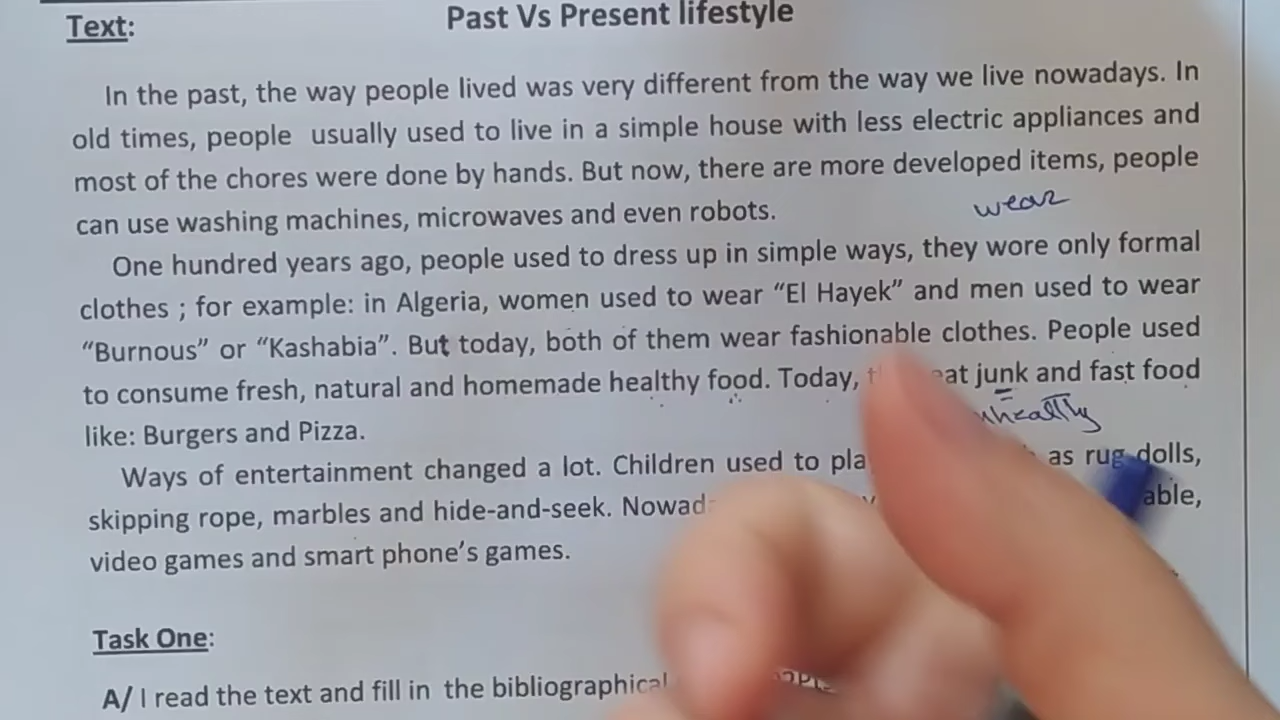 Text:
Past Vs Present lifestyle
In the past, the way people lived was very different from the way we live nowadays. In
old times, people usually used to live in a simple house with less electric appliances and
most of the chores were done by hands. But now, there are more developed items, people
can use washing machines, microwaves and even robots.
wear
One hundred years ago, people used to dress up in simple ways, they wore only formal
clothes ; for example: in Algeria, women used to wear “El Hayek” and men used to wear
“Burnous” or “Kashabia”. But today, both of them wear fashionable clothes. People used
to consume fresh, natural and homemade healthy food. Today, eat junk and fast food
like: Burgers and Pizza.
Ways of entertainment changed a lot. Children used to as rug dolls,
skipping rope, marbles and hide-and-seek.
video games and smart phone’s games.
Task One:
A/ I read the text and fill in the bibliographical